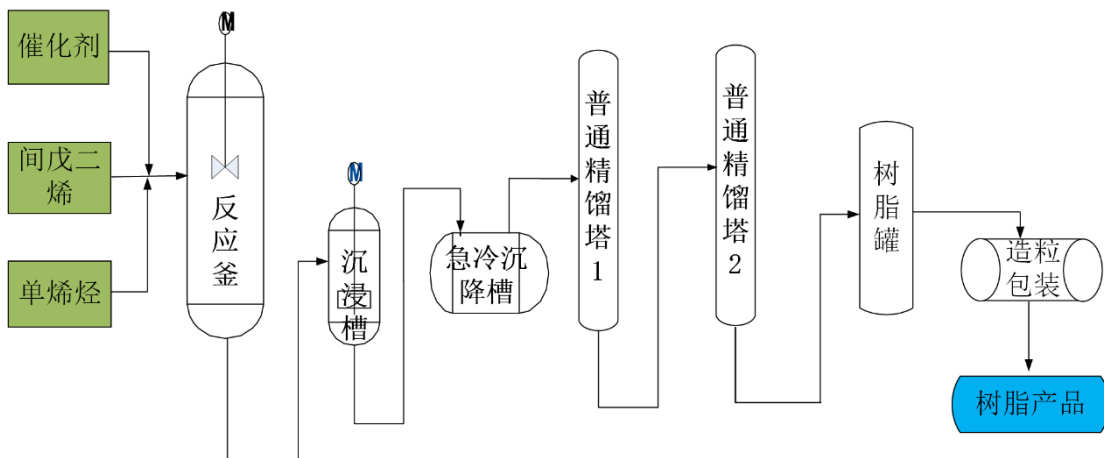 催化剂
间戊二
烯
单烯烃
M
反
应
釜
M
沉
浸
槽
急冷沉
降槽
普
通
精
馏
塔
1
普
通
精
馏
塔
2
树
脂
罐
造粒
包装
树脂产品